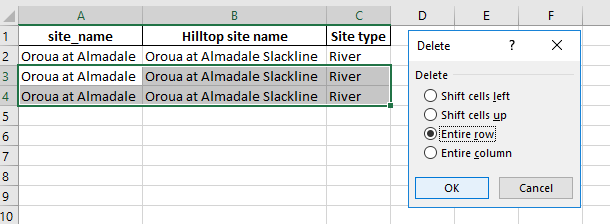 A B C D E F
1 site_name Hilltop site name Site type
2 Oroua at Almadale Oroua at Almadale Slackline River
3 Oroua at Almadale Oroua at Almadale Slackline River
4 Oroua at Almadale Oroua at Almadale Slackline River
5
6
7
8
9
10
Delete ? ×
Delete
Shift cells left
Shift cells up
Entire row
Entire column
OK Cancel